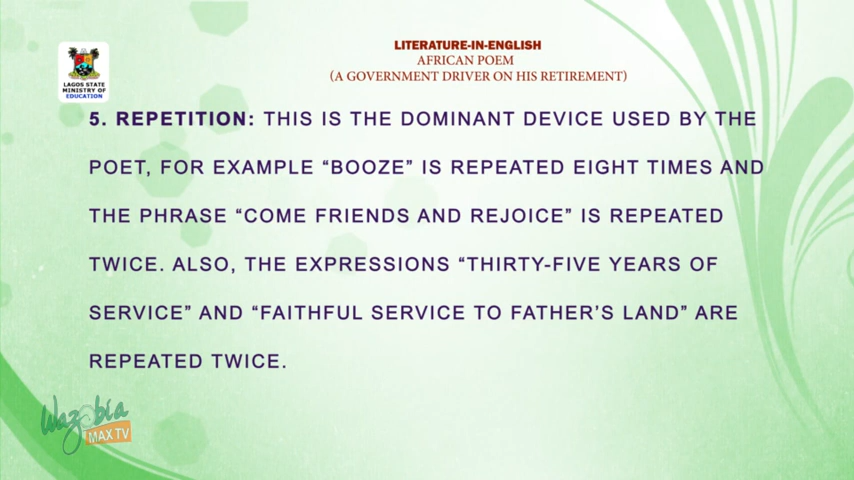 LITERATURE-IN-ENGLISH
AFRICAN POEM
(A GOVERNMENT DRIVER ON HIS RETIREMENT)
LAGOS STATE
MINISTRY OF
EDUCATION
5. REPETITION: THIS IS THE DOMINANT DEVICE USED BY THE
POET, FOR EXAMPLE “BOOZE” IS REPEATED EIGHT TIMES AND
THE PHRASE “COME FRIENDS AND REJOICE” IS REPEATED
TWICE. ALSO, THE EXPRESSIONS “THIRTY-FIVE YEARS OF
SERVICE” AND “FAITHFUL SERVICE TO FATHER’S LAND” ARE
REPEATED TWICE.
Wazobia
MAX TV